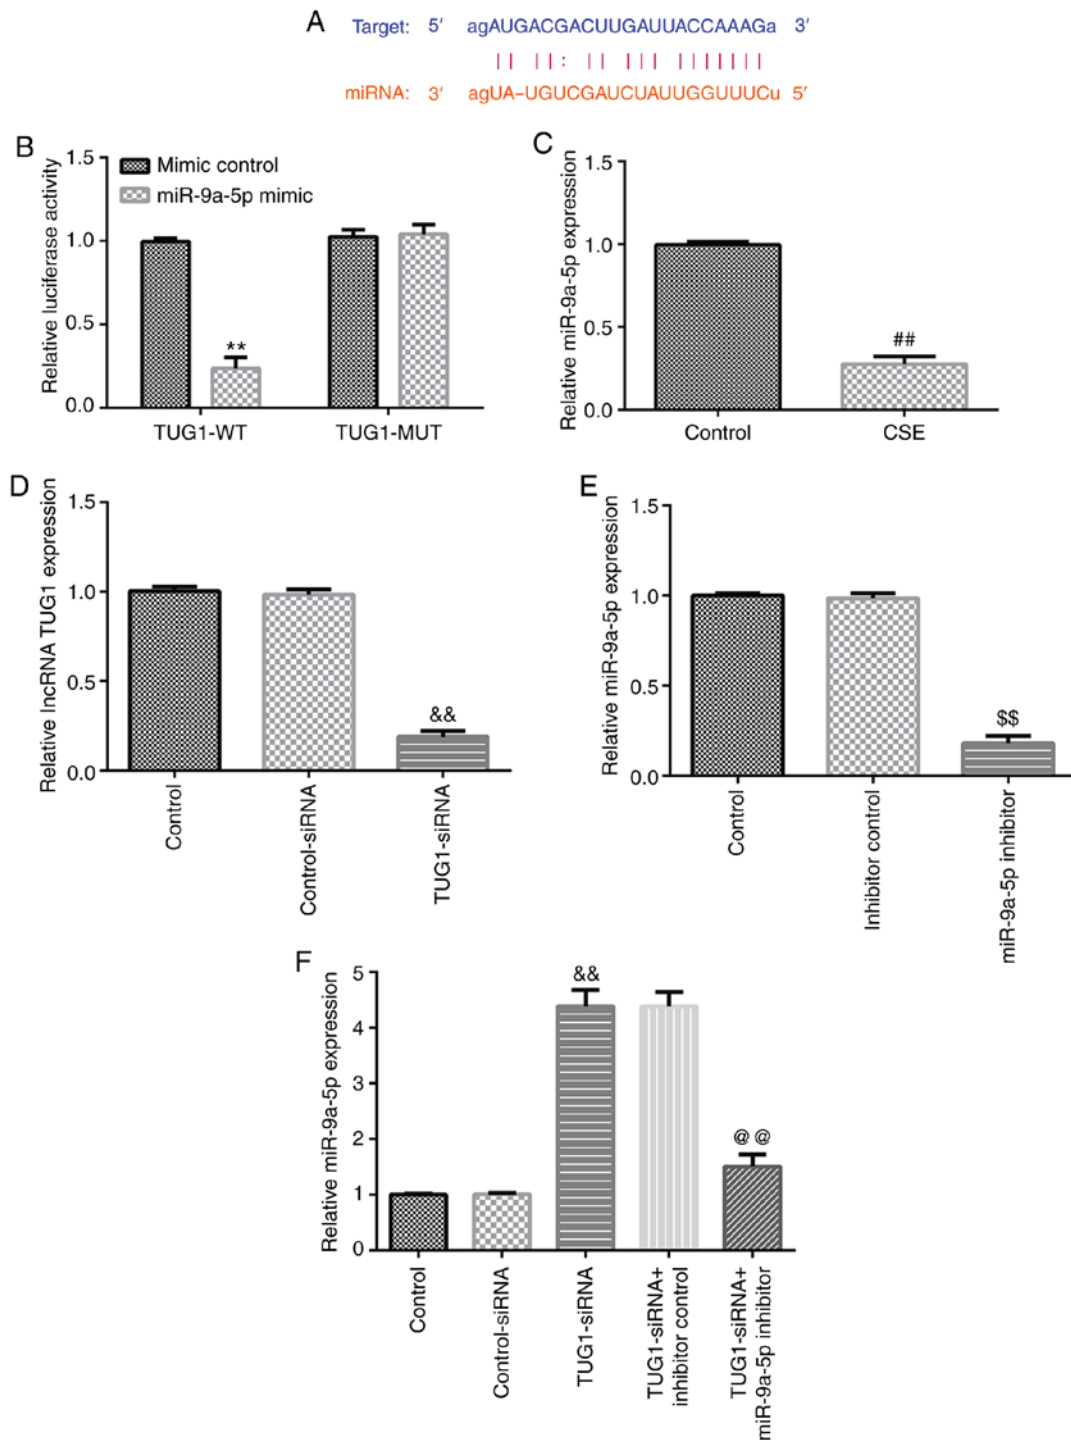 A
Target: 5′ agAUGACGACUUGAUUACCAAAGa 3′
|| ||: || ||| |||||||
miRNA: 3′ agUA-UGUCGAUCUAUUGGUUUCu 5′
B
Relative luciferase activity
1.5
1.0
0.5
0.0
Mimic control
miR-9a-5p mimic
**
TUG1-WT TUG1-MUT
C
Relative miR-9a-5p expression
1.5
1.0
0.5
0.0
##
Control CSE
D
Relative lncRNA TUG1 expression
1.5
1.0
0.5
0.0
&&
Control
Control-siRNA
TUG1-siRNA
E
Relative miR-9a-5p expression
1.5
1.0
0.5
0.0
$$
Control
Inhibitor control
miR-9a-5p inhibitor
F
Relative miR-9a-5p expression
5
4
3
2
1
0
&&
@@
Control
Control-siRNA
TUG1-siRNA
TUG1-siRNA+
inhibitor control
TUG1-siRNA+
miR-9a-5p inhibitor